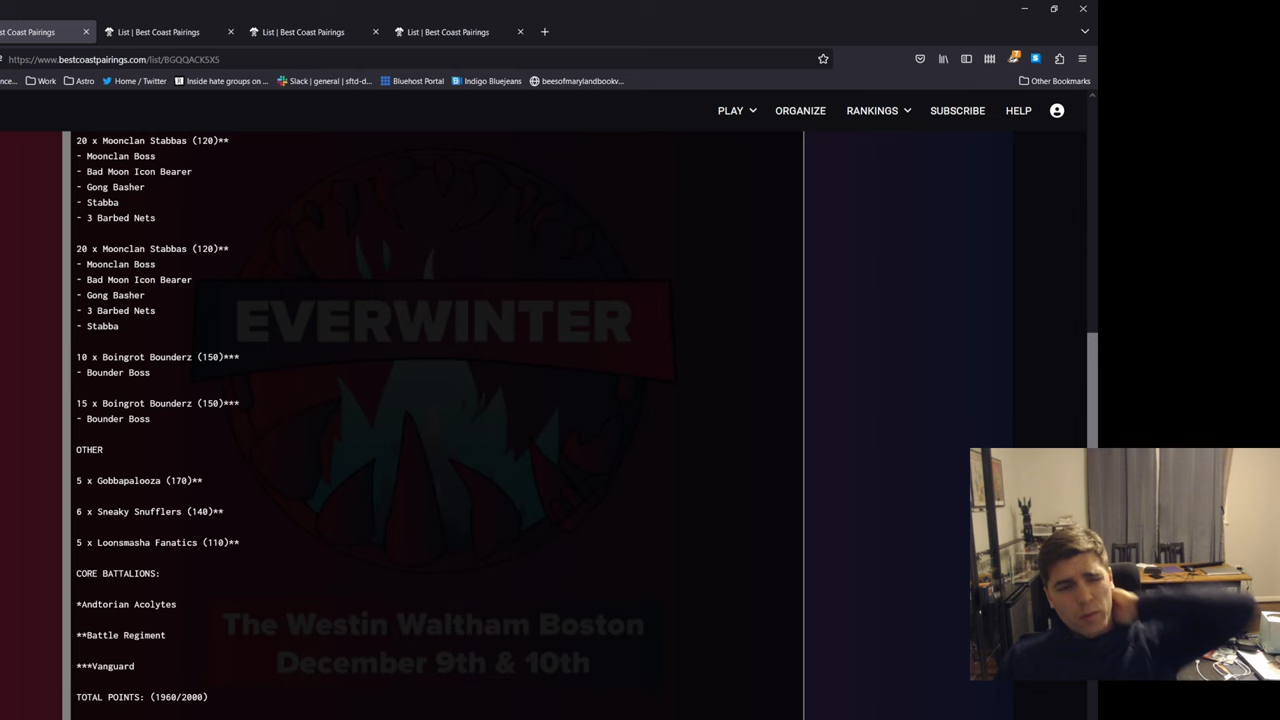 st Coast Pairings
List | Best Coast Pairings
List | Best Coast Pairings
List | Best Coast Pairings
https://www.bestcoastpairings.com/list/BGQQACK5X5
nce...
Work
Astro
Home / Twitter
Inside hate groups on ...
Slack | general | sftd-d...
Bluehost Portal
Indigo Bluejeans
beesofmarylandbookv...
Other Bookmarks
PLAY
ORGANIZE
RANKINGS
SUBSCRIBE
HELP
20 x Moonclan Stabbas (120)**
- Moonclan Boss
- Bad Moon Icon Bearer
- Gong Basher
- Stabba
- 3 Barbed Nets
20 x Moonclan Stabbas (120)**
- Moonclan Boss
- Bad Moon Icon Bearer
- Gong Basher
- 3 Barbed Nets
- Stabba
EVERWINTER
10 x Boingrot Bounderz (150)***
- Bounder Boss
15 x Boingrot Bounderz (150)***
- Bounder Boss
OTHER
5 x Gobbapalooza (170)**
6 x Sneaky Snufflers (140)**
5 x Loonsmasha Fanatics (110)**
CORE BATTALIONS:
*Andtorian Acolytes
The Westin Waltham Boston
December 9th & 10th
**Battle Regiment
***Vanguard
TOTAL POINTS: (1960/2000)